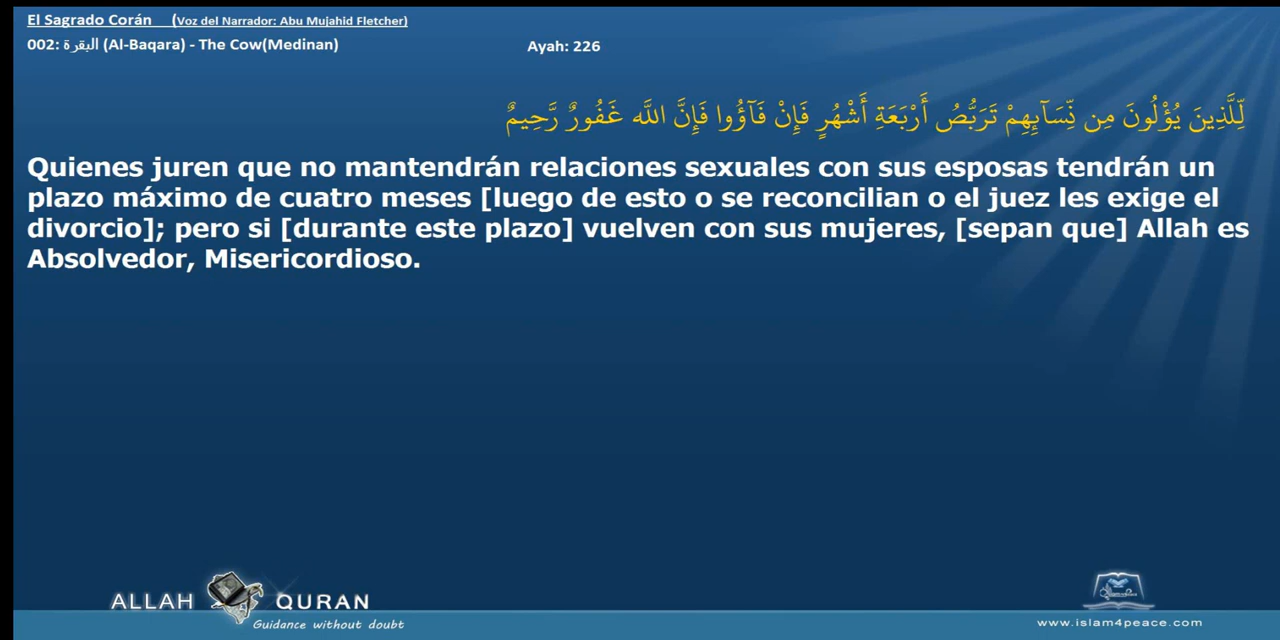 El Sagrado Corán (Voz del Narrador: Abu Mujahid Fletcher)
002: البقرة (Al-Baqara) - The Cow(Medinan) Ayah: 226
لِّلَّذِينَ يُؤْلُونَ مِن نِّسَآئِهِمْ تَرَبُّصُ أَرْبَعَةِ أَشْهُرٍ فَإِنْ فَآؤُوا فَإِنَّ اللَّه غَفُورٌ رَّحِيمٌ
Quienes juren que no mantendrán relaciones sexuales con sus esposas tendrán un
plazo máximo de cuatro meses [luego de esto o se reconcilian o el juez les exige el
divorcio]; pero si [durante este plazo] vuelven con sus mujeres, [sepan que] Allah es
Absolvedor, Misericordioso.
ALLAH QURAN
Guidance without doubt
www.islam4peace.com